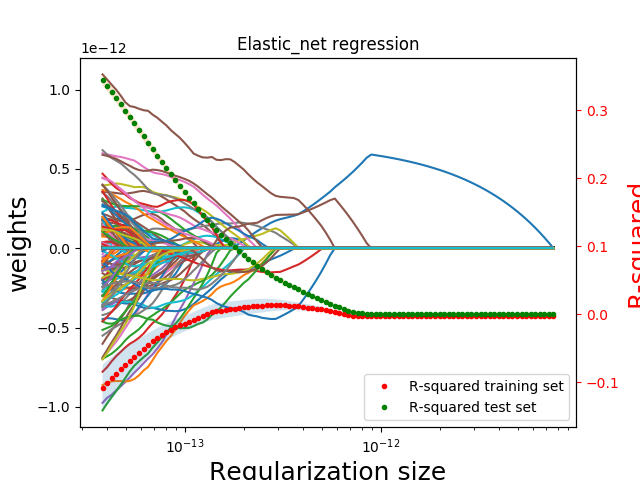 Elastic_net regression
1e−12
1.0
0.5
0.0
−0.5
−1.0
weights
0.3
0.2
0.1
0.0
−0.1
R-squared
R-squared training set
R-squared test set
10⁻¹³
10⁻¹²
Regularization size